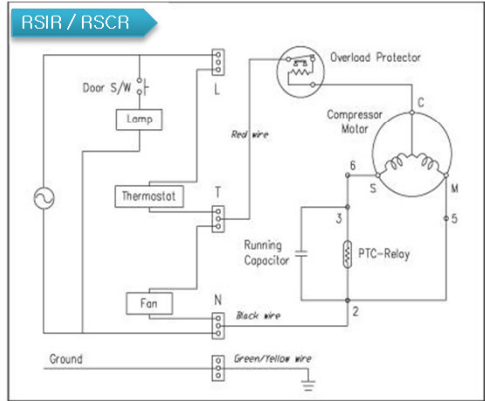 RSIR / RSCR
Overload Protector
Door S/W
L
C
Lamp
Compressor
Motor
Red wire
6
S
M
Thermostat
T
3
5
Running
Capacitor
PTC-Relay
Fan
N
Black wire
2
Ground
Green/Yellow wire